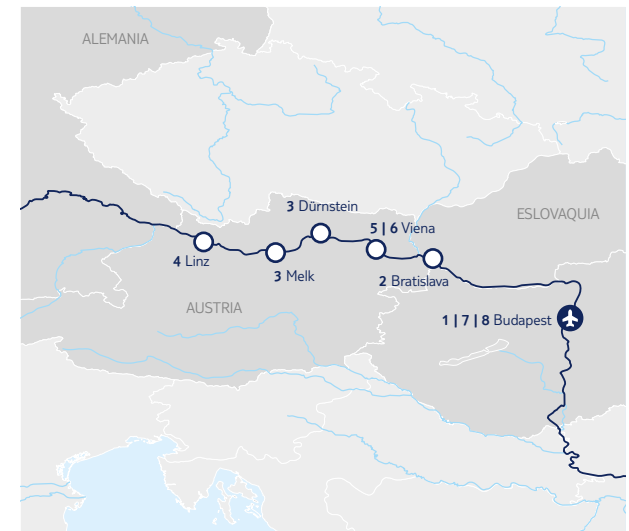 ALEMANIA
3 Dürnstein
ESLOVAQUIA
5 | 6 Viena
4 Linz
3 Melk
2 Bratislava
AUSTRIA
1 | 7 | 8 Budapest